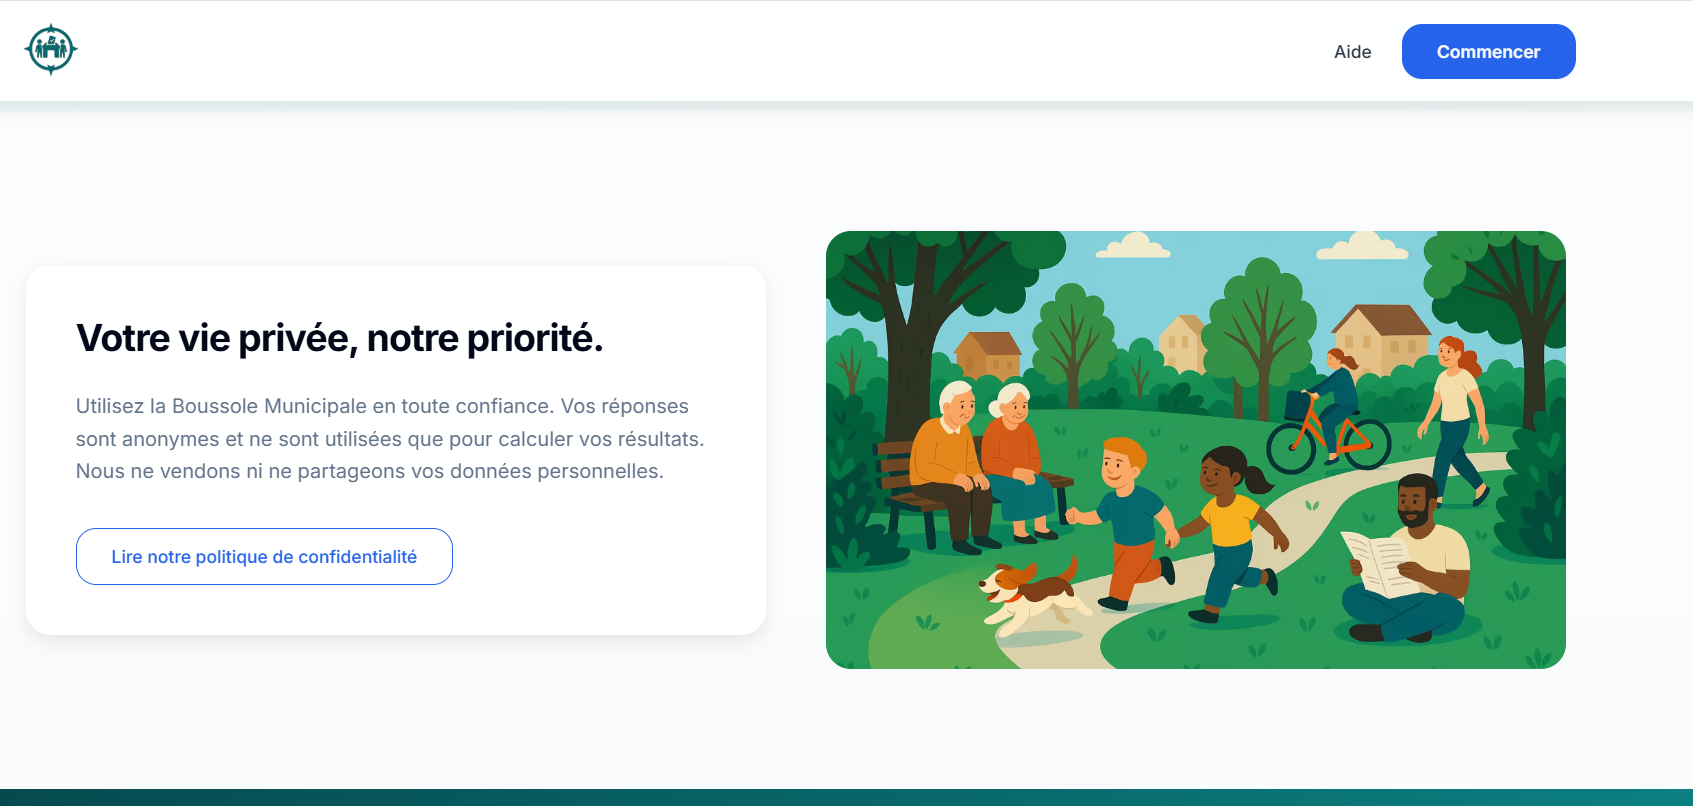 Aide
Commencer
Votre vie privée, notre priorité.
Utilisez la Boussole Municipale en toute confiance. Vos réponses
sont anonymes et ne sont utilisées que pour calculer vos résultats.
Nous ne vendons ni ne partageons vos données personnelles.
Lire notre politique de confidentialité